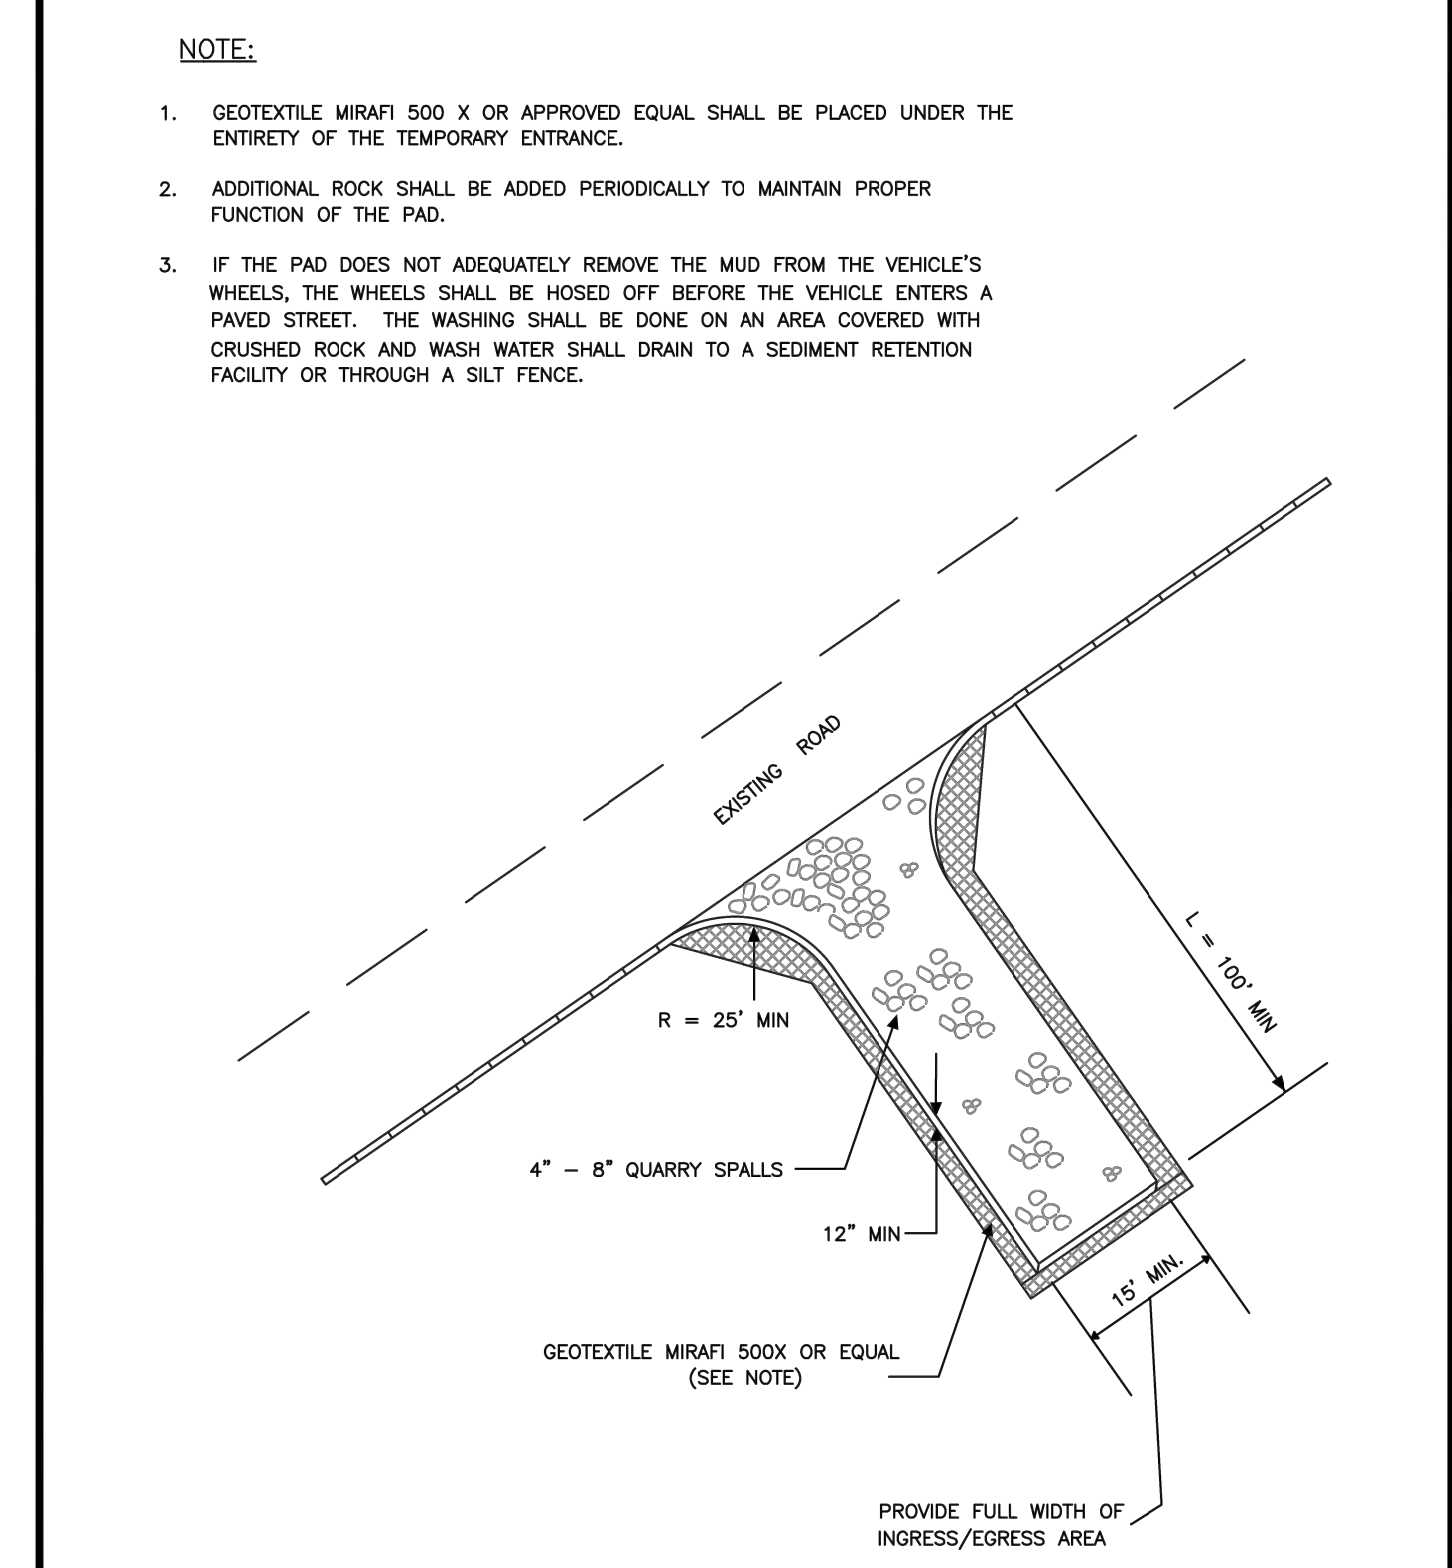 NOTE:
1. GEOTEXTILE MIRAFI 500 X OR APPROVED EQUAL SHALL BE PLACED UNDER THE
ENTIRETY OF THE TEMPORARY ENTRANCE.
2. ADDITIONAL ROCK SHALL BE ADDED PERIODICALLY TO MAINTAIN PROPER
FUNCTION OF THE PAD.
3. IF THE PAD DOES NOT ADEQUATELY REMOVE THE MUD FROM THE VEHICLE'S
WHEELS, THE WHEELS SHALL BE HOSED OFF BEFORE THE VEHICLE ENTERS A
PAVED STREET. THE WASHING SHALL BE DONE ON AN AREA COVERED WITH
CRUSHED ROCK AND WASH WATER SHALL DRAIN TO A SEDIMENT RETENTION
FACILITY OR THROUGH A SILT FENCE.
EXISTING ROAD
L = 100' MIN
R = 25' MIN
4" – 8" QUARRY SPALLS
12" MIN
15' MIN.
GEOTEXTILE MIRAFI 500X OR EQUAL
(SEE NOTE)
PROVIDE FULL WIDTH OF
INGRESS/EGRESS AREA